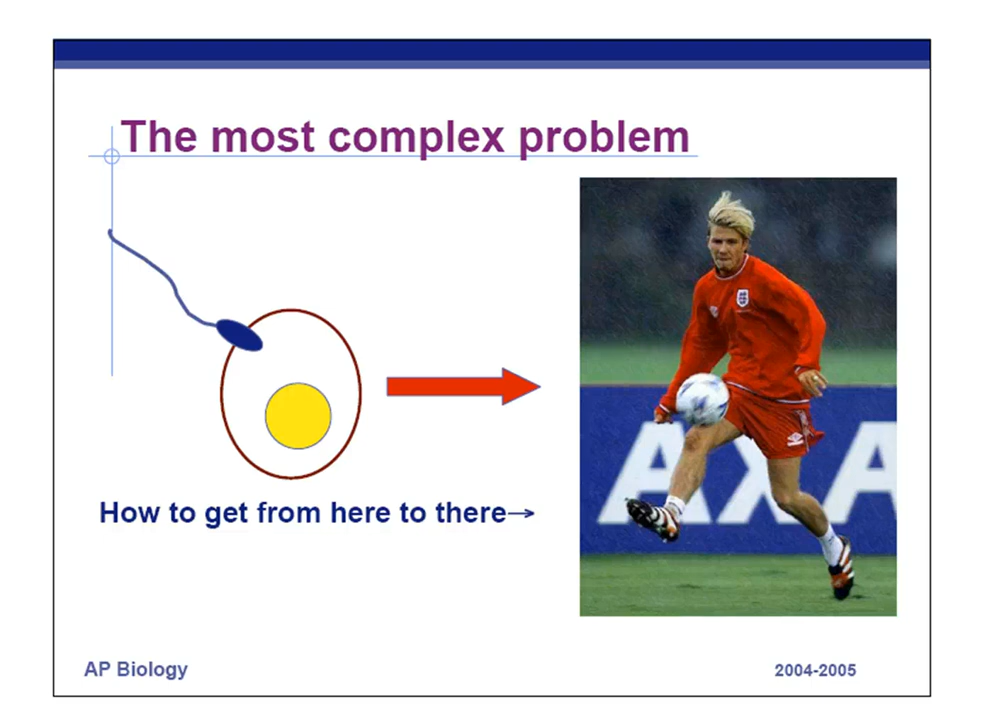 The most complex problem
AXA
How to get from here to there→
AP Biology
2004-2005